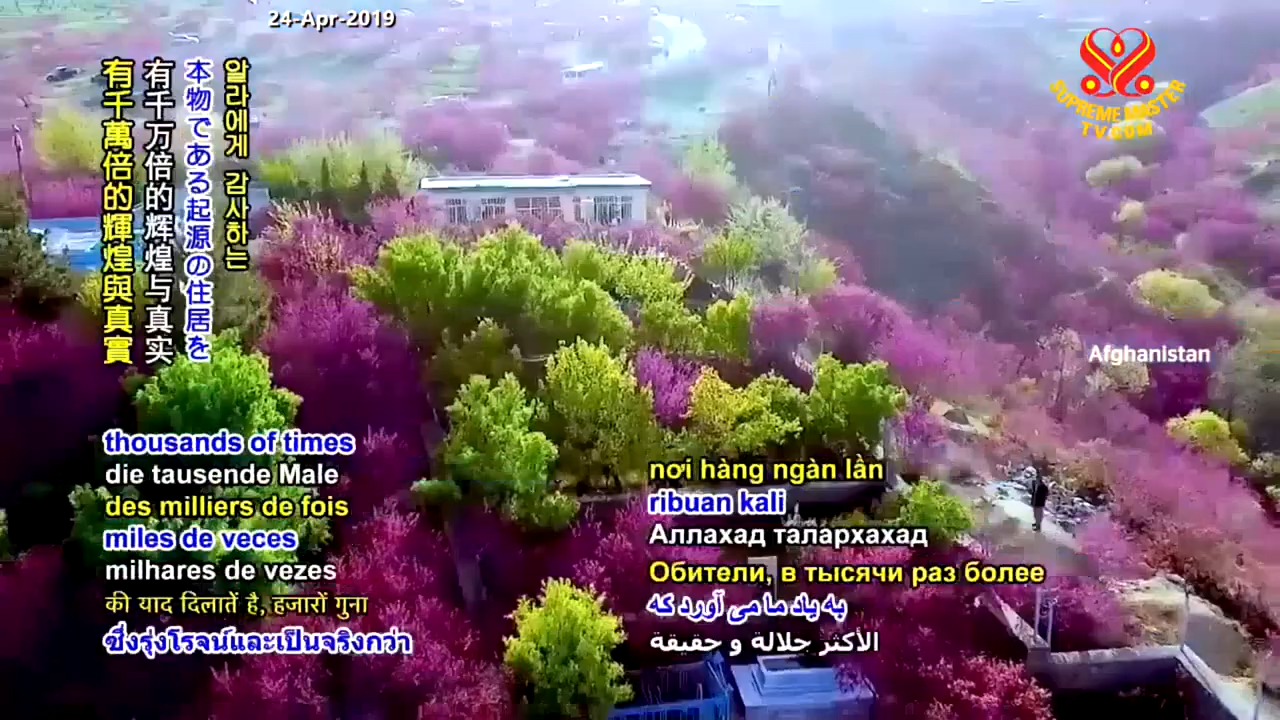 24-Apr-2019
SUPREME MASTER
TV.COM
알라에게 감사하는
本物である起源の住居を
有千万倍的辉煌与真实
有千萬倍的輝煌與真實
Afghanistan
thousands of times
die tausende Male
des milliers de fois
miles de veces
milhares de vezes
की याद दिलातें है, हजारों गुना
ซึ่งรุ่งโรจน์และเป็นจริงกว่า
nơi hàng ngàn lần
ribuan kali
Аллахад талархахад
Обители, в тысячи раз более
به یاد ما می آورد که
الأكثر جلالة و حقيقة